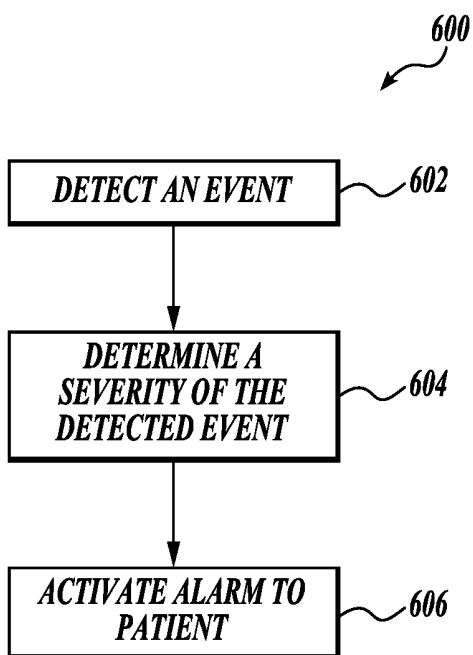 600
DETECT AN EVENT
602
DETERMINE A
SEVERITY OF THE
DETECTED EVENT
604
ACTIVATE ALARM TO
PATIENT
606